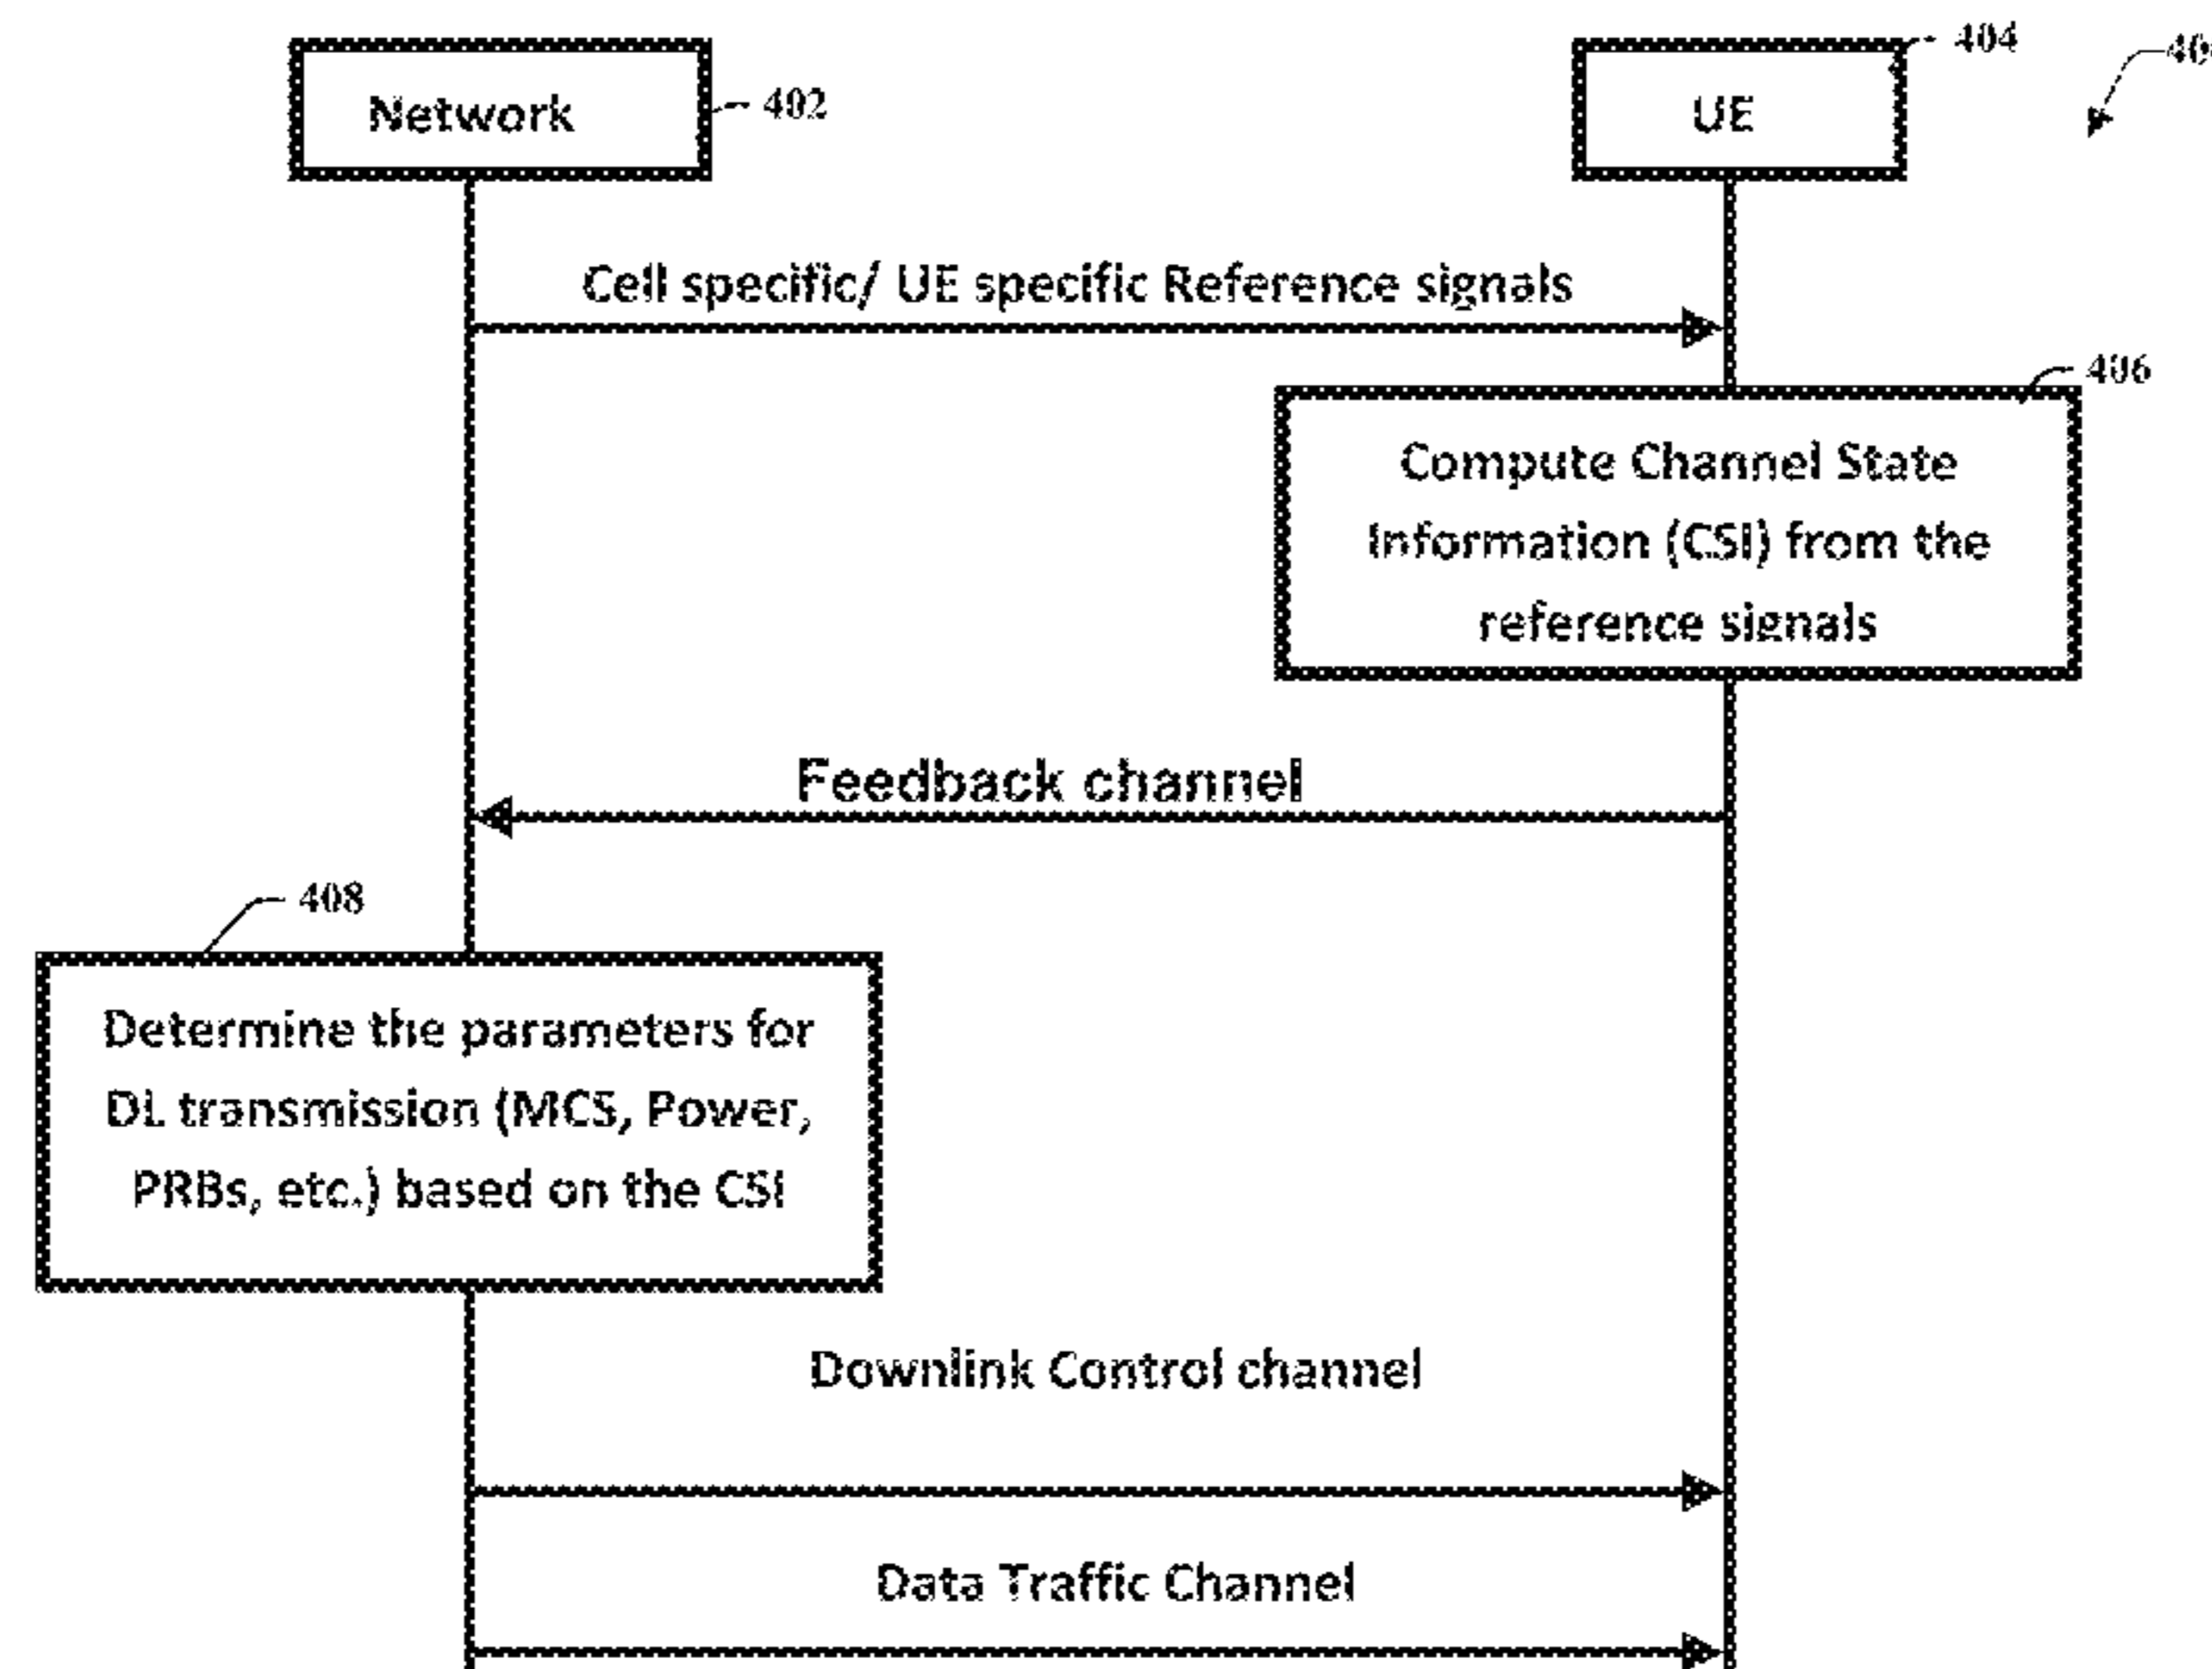 Network
402
UE
404
Cell specific/ UE specific Reference signals
406
Compute Channel State
Information (CSI) from the
reference signals
Feedback channel
408
Determine the parameters for
DL transmission (MCS, Power,
PRBs, etc.) based on the CSI
Downlink Control channel
Data Traffic Channel